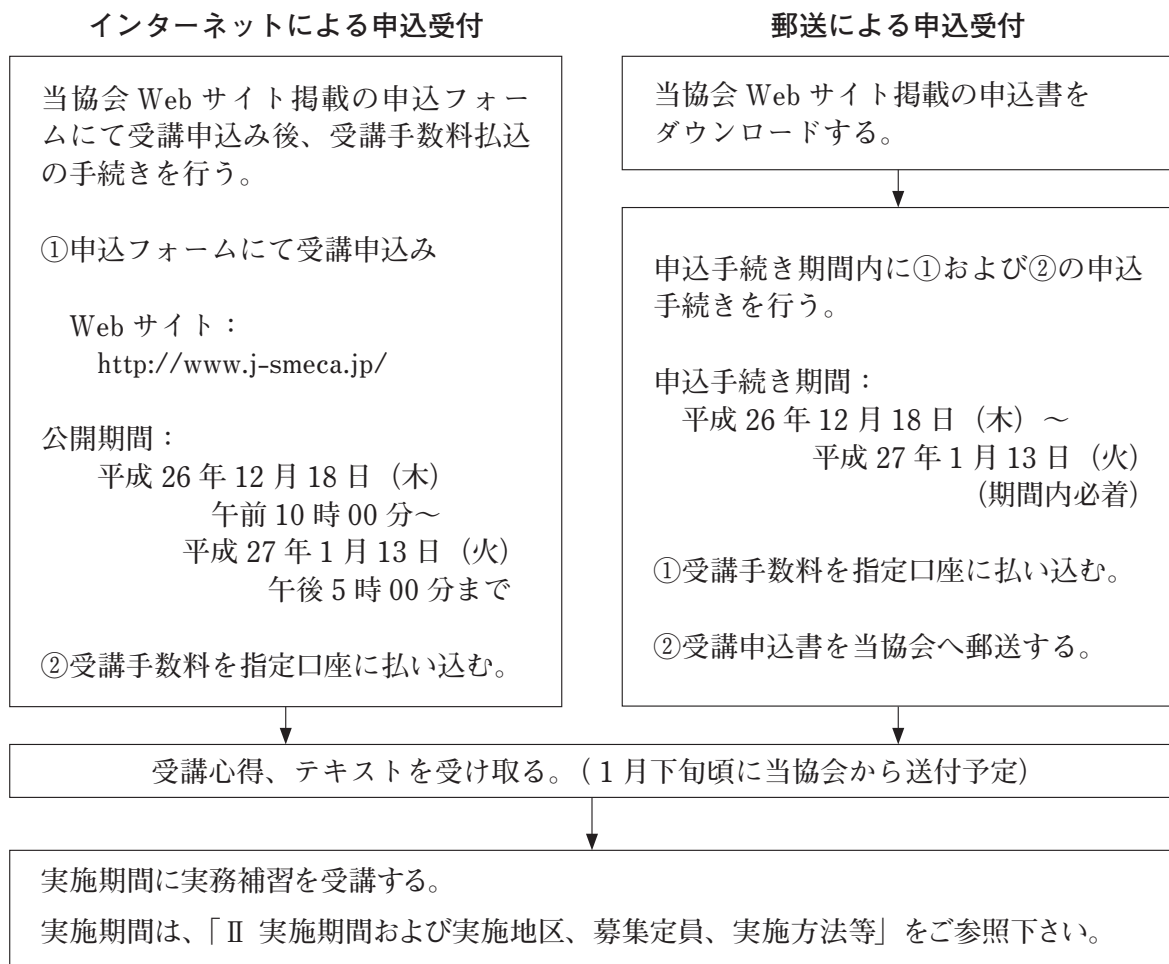 インターネットによる申込受付
当協会 Web サイト掲載の申込フォー
ムにて受講申込み後、受講手数料払込
の手続きを行う。
①申込フォームにて受講申込み
Web サイト：
http://www.j-smeca.jp/
公開期間：
平成 26 年 12 月 18 日（木）
午前 10 時 00 分～
平成 27 年 1 月 13 日（火）
午後 5 時 00 分まで
②受講手数料を指定口座に払い込む。
郵送による申込受付
当協会 Web サイト掲載の申込書を
ダウンロードする。
申込手続き期間内に①および②の申込
手続きを行う。
申込手続き期間：
平成 26 年 12 月 18 日（木）～
平成 27 年 1 月 13 日（火）
（期間内必着）
①受講手数料を指定口座に払い込む。
②受講申込書を当協会へ郵送する。
受講心得、テキストを受け取る。（１月下旬頃に当協会から送付予定）
実施期間に実務補習を受講する。
実施期間は、「Ⅱ 実施期間および実施地区、募集定員、実施方法等」をご参照下さい。